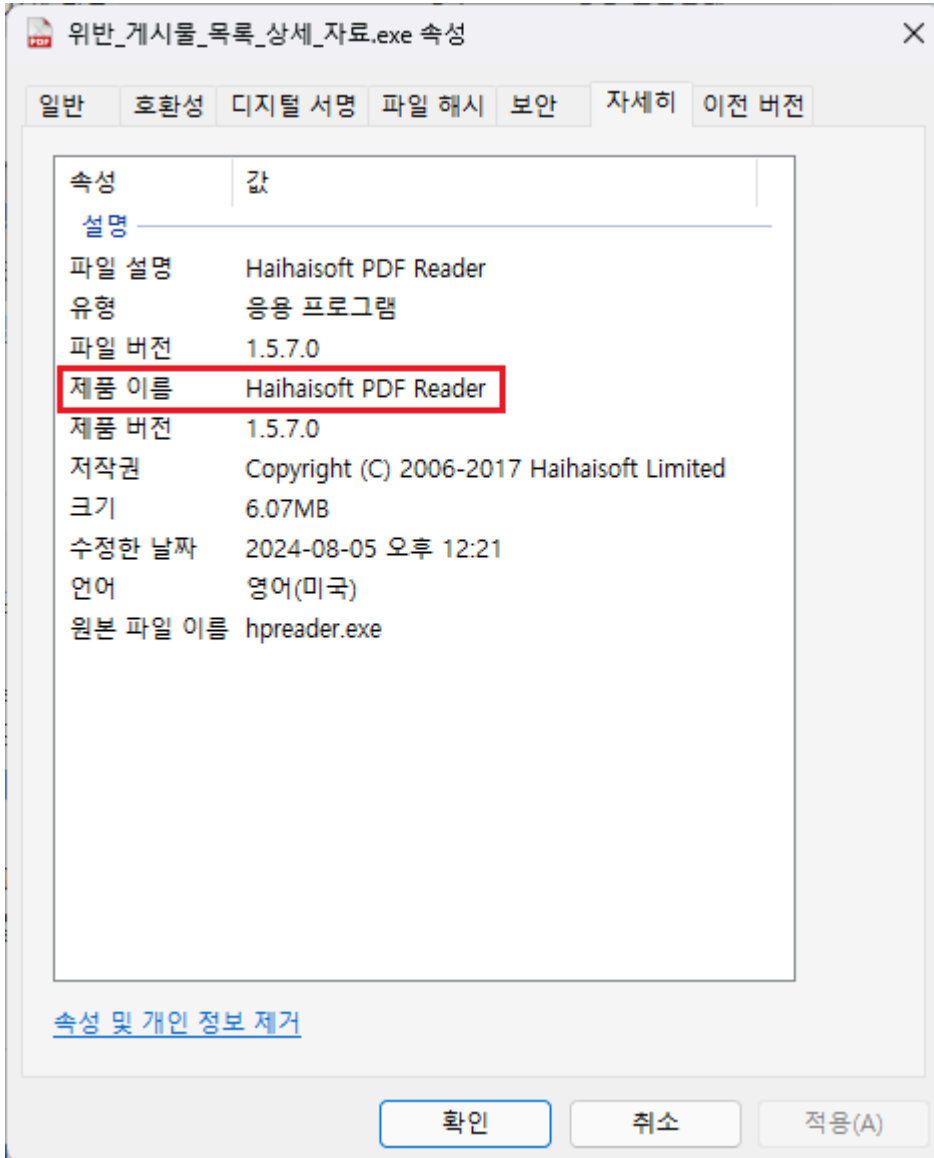 위반_게시물_목록_상세_자료.exe 속성
일반 호환성 디지털 서명 파일 해시 보안 자세히 이전 버전
속성 값
설명
파일 설명 Haihaisoft PDF Reader
유형 응용 프로그램
파일 버전 1.5.7.0
제품 이름 Haihaisoft PDF Reader
제품 버전 1.5.7.0
저작권 Copyright (C) 2006-2017 Haihaisoft Limited
크기 6.07MB
수정한 날짜 2024-08-05 오후 12:21
언어 영어(미국)
원본 파일 이름 hpreader.exe
속성 및 개인 정보 제거
확인 취소 적용(A)